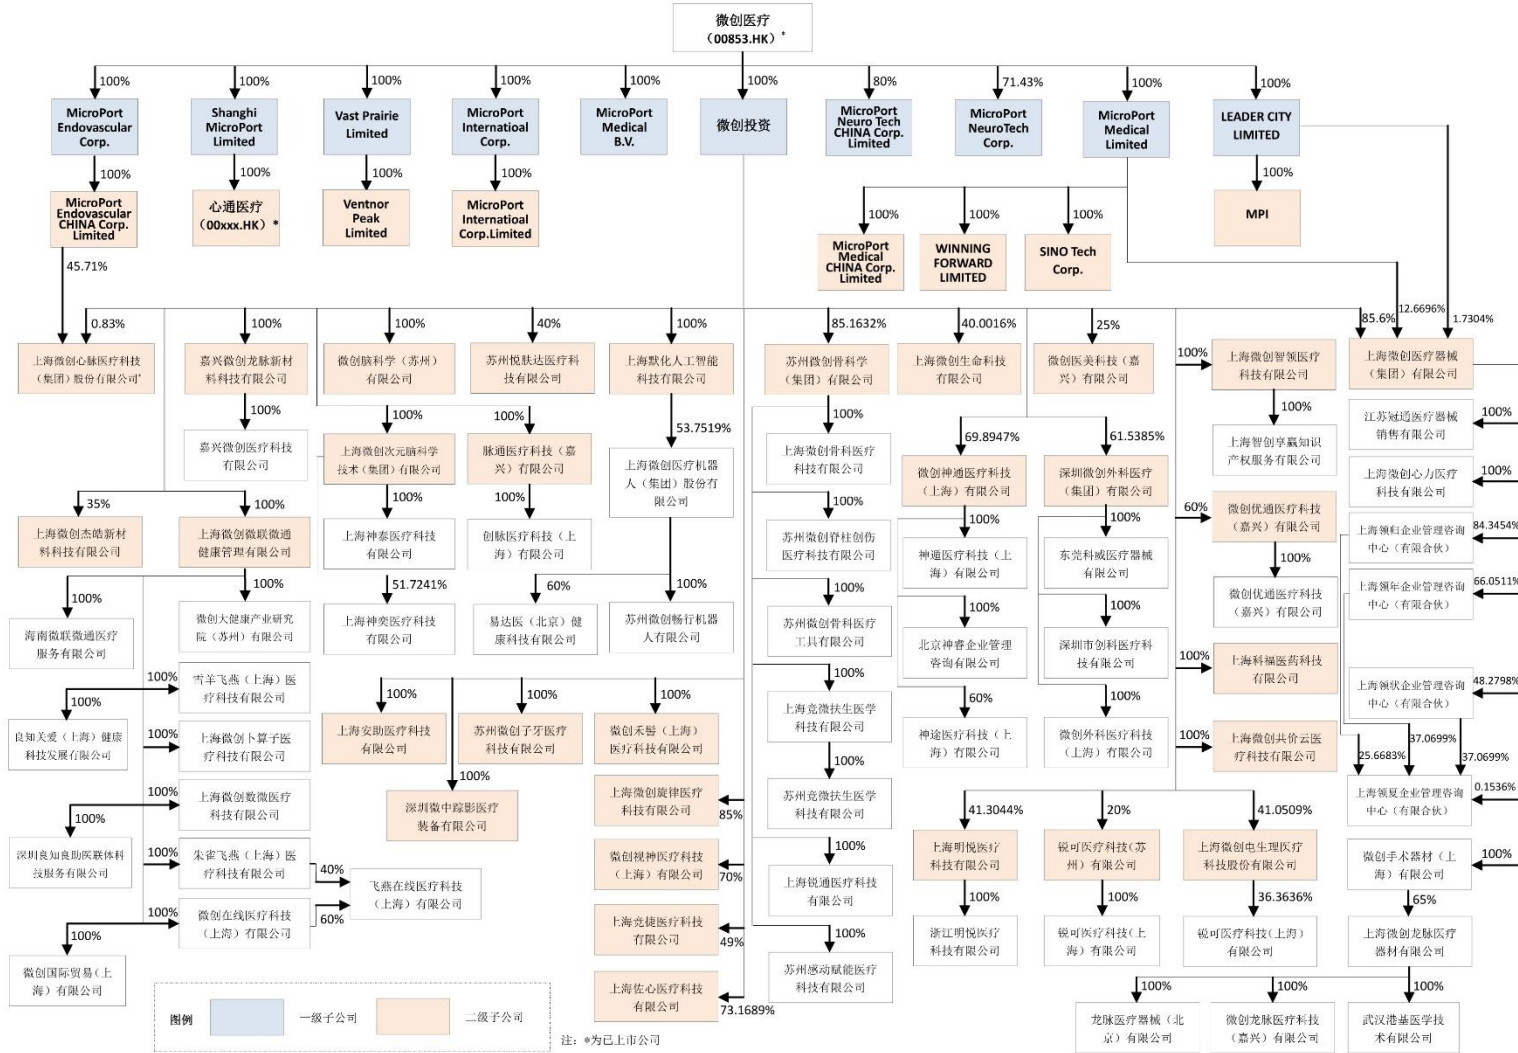 微创医疗
（00853.HK）*
100%
100%
100%
100%
100%
100%
80%
71.43%
100%
100%
MicroPort
Endovascular
Corp.
Shanghi
MicroPort
Limited
Vast Prairie
Limited
MicroPort
Internatioal
Corp.
MicroPort
Medical
B.V.
微创投资
MicroPort
Neuro Tech
CHINA Corp.
Limited
MicroPort
NeuroTech
Corp.
MicroPort
Medical
Limited
LEADER CITY
LIMITED
100%
100%
100%
100%
100%
MicroPort
Endovascular
CHINA Corp.
Limited
心通医疗
（00xxx.HK）*
Ventnor
Peak
Limited
MicroPort
Internatioal
Corp.Limited
MPI
100%
100%
100%
MicroPort
Medical
CHINA Corp.
Limited
WINNING
FORWARD
LIMITED
SINO Tech
Corp.
45.71%
0.83%
100%
100%
40%
100%
85.1632%
40.0016%
25%
100%
85.6%
12.6696%
1.7304%
上海微创心脉医疗科技
（集团）股份有限公司*
嘉兴微创龙脉新材
料科技有限公司
微创脑科学（苏州）
有限公司
苏州悦肤达医疗科
技有限公司
上海默化人工智能
科技有限公司
苏州微创骨科学
（集团）有限公司
上海微创生命科技
有限公司
微创医美科技（嘉
兴）有限公司
上海微创智领医疗
科技有限公司
上海微创医疗器械
（集团）有限公司
100%
嘉兴微创医疗科技
有限公司
100%
上海微创次元脑科学
技术（集团）有限公司
100%
脉通医疗科技（嘉
兴）有限公司
53.7519%
上海微创医疗机器
人（集团）股份有
限公司
100%
上海微创骨科医疗
科技有限公司
69.8947%
微创神通医疗科技
（上海）有限公司
61.5385%
深圳微创外科医疗
（集团）有限公司
100%
上海智创享赢知识
产权服务有限公司
江苏冠通医疗器械
销售有限公司
100%
上海微创心力医疗
科技有限公司
100%
35%
上海微创杰皓新材
料科技有限公司
100%
上海微创微联微通
健康管理有限公司
100%
上海神泰医疗科技
有限公司
100%
创脉医疗科技（上
海）有限公司
100%
苏州微创脊柱创伤
医疗科技有限公司
100%
神遁医疗科技（上
海）有限公司
100%
东莞科威医疗器械
有限公司
60%
微创优通医疗科技
（嘉兴）有限公司
上海领归企业管理咨询
中心（有限合伙）
84.3454%
100%
海南微联微通医疗
服务有限公司
100%
微创大健康产业研究
院（苏州）有限公司
51.7241%
上海神奕医疗科技
有限公司
60%
易达医（北京）健
康科技有限公司
100%
苏州微创畅行机器
人有限公司
100%
苏州微创骨科医疗
工具有限公司
100%
北京神睿企业管理
咨询有限公司
100%
深圳市创科医疗科
技有限公司
100%
微创优通医疗科技
（嘉兴）有限公司
上海领年企业管理咨询
中心（有限合伙）
66.0511%
100%
雪羊飞燕（上海）医
疗科技有限公司
100%
良知关爱（上海）健康
科技发展有限公司
100%
上海微创卜算子医
疗科技有限公司
100%
上海安助医疗科技
有限公司
100%
苏州微创子牙医疗
科技有限公司
100%
微创禾髻（上海）
医疗科技有限公司
100%
上海竞微扶生医学
科技有限公司
60%
神途医疗科技（上
海）有限公司
100%
微创外科医疗科技
（上海）有限公司
100%
上海科福医药科技
有限公司
上海领状企业管理咨询
中心（有限合伙）
48.2798%
100%
上海微创共价云医
疗科技有限公司
25.6683%
37.0699%
37.0699%
100%
上海微创数微医疗
科技有限公司
100%
深圳微中踪影医疗
装备有限公司
上海微创旋律医疗
科技有限公司
85%
100%
苏州竞微扶生医学
科技有限公司
上海领夏企业管理咨询
中心（有限合伙）
0.1536%
100%
深圳良知良助医联体科
技服务有限公司
100%
朱雀飞燕（上海）医
疗科技有限公司
40%
飞燕在线医疗科技
（上海）有限公司
60%
微创视神医疗科技
（上海）有限公司
70%
100%
上海锐通医疗科技
有限公司
41.3044%
上海明悦医疗
科技有限公司
20%
锐可医疗科技(苏
州）有限公司
41.0509%
上海微创电生理医疗
科技股份有限公司
微创手术器材（上
海）有限公司
100%
100%
微创在线医疗科技
（上海）有限公司
100%
微创国际贸易（上
海）有限公司
上海竞捷医疗科技
有限公司
49%
100%
苏州感动赋能医疗
科技有限公司
100%
浙江明悦医疗
科技有限公司
100%
锐可医疗科技(上
海）有限公司
36.3636%
锐可医疗科技(上海）
有限公司
65%
上海微创龙脉医疗
器材有限公司
上海佐心医疗科技
有限公司
73.1689%
100%
100%
100%
龙脉医疗器械（北
京）有限公司
微创龙脉医疗科技
（嘉兴）有限公司
武汉港基医学技
术有限公司
图例
一级子公司
二级子公司
注：*为已上市公司